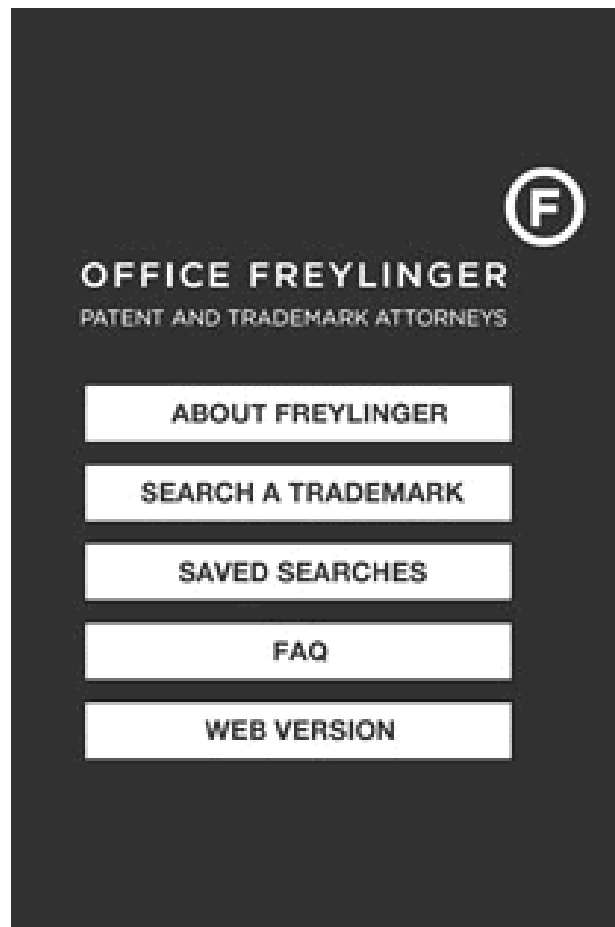 F
OFFICE FREYLINGER
PATENT AND TRADEMARK ATTORNEYS
ABOUT FREYLINGER
SEARCH A TRADEMARK
SAVED SEARCHES
FAQ
WEB VERSION